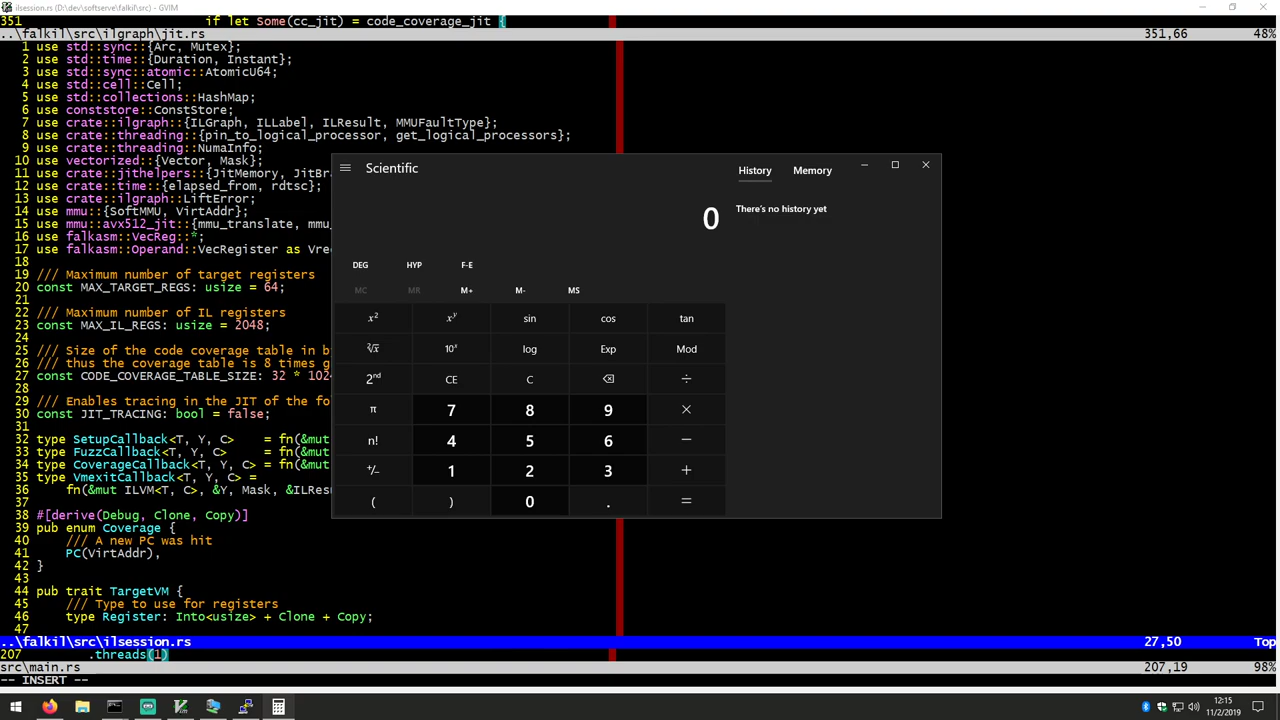 ilsession.rs (D:\dev\softserve\falkil\src) - GVIM
351 if let Some(cc_jit) = code_coverage_jit {
..\falkil\src\ilgraph\jit.rs 351,66 48%
1 use std::sync::{Arc, Mutex};
2 use std::time::{Duration, Instant};
3 use std::sync::atomic::AtomicU64;
4 use std::cell::Cell;
5 use std::collections::HashMap;
6 use conststore::ConstStore;
7 use crate::ilgraph::{ILGraph, ILLabel, ILResult, MMUFaultType};
8 use crate::threading::{pin_to_logical_processor, get_logical_processors};
9 use crate::threading::NumaInfo;
10 use vectorized::{Vector, Mask};
11 use crate::jithelpers::{JitMemory, JitBra
12 use crate::time::{elapsed_from, rdtsc};
13 use crate::ilgraph::LiftError;
14 use mmu::{SoftMMU, VirtAddr};
15 use mmu::avx512_jit::{mmu_translate, mmu_
16 use falkasm::VecReg::*;
17 use falkasm::Operand::VecRegister as Vre
18
19 /// Maximum number of target registers
20 const MAX_TARGET_REGS: usize = 64;
21
22 /// Maximum number of IL registers
23 const MAX_IL_REGS: usize = 2048;
24
25 /// Size of the code coverage table in b
26 /// thus the coverage table is 8 times g
27 const CODE_COVERAGE_TABLE_SIZE: 32 * 102
28
29 /// Enables tracing in the JIT of the fo
30 const JIT_TRACING: bool = false;
31
32 type SetupCallback<T, Y, C> = fn(&mut
33 type FuzzCallback<T, Y, C> = fn(&mut
34 type CoverageCallback<T, Y, C> = fn(&mut
35 type VmexitCallback<T, Y, C> =
36 fn(&mut ILVM<T, C>, &Y, Mask, &ILRes
37
38 #[derive(Debug, Clone, Copy)]
39 pub enum Coverage {
40 /// A new PC was hit
41 PC(VirtAddr),
42 }
43
44 pub trait TargetVM {
45 /// Type to use for registers
46 type Register: Into<usize> + Clone + Copy;
47
..\falkil\src\ilsession.rs 27,50 Top
207 .threads(1)
src\main.rs 207,19 98%
-- INSERT --
Scientific
History Memory
0
There's no history yet
DEG HYP F-E
MC MR M+ M- MS
x² xʸ sin cos tan
²√x 10ˣ log Exp Mod
2ⁿᵈ CE C ⌫ ÷
π 7 8 9 ×
n! 4 5 6 −
+/− 1 2 3 +
( ) 0 . =
12:15
11/2/2019